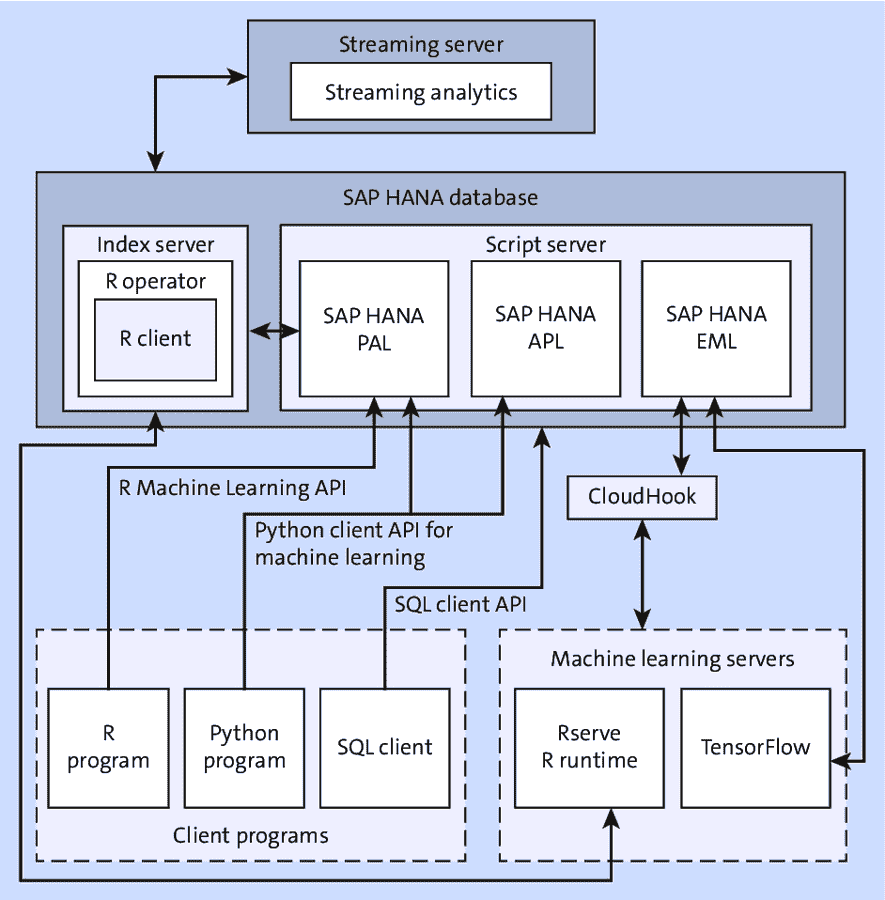 Streaming server
Streaming analytics
SAP HANA database
Index server
R operator
R client
Script server
SAP HANA
PAL
SAP HANA
APL
SAP HANA
EML
R Machine Learning API
Python client API for
machine learning
SQL client API
CloudHook
R
program
Python
program
SQL client
Client programs
Machine learning servers
Rserve
R runtime
TensorFlow